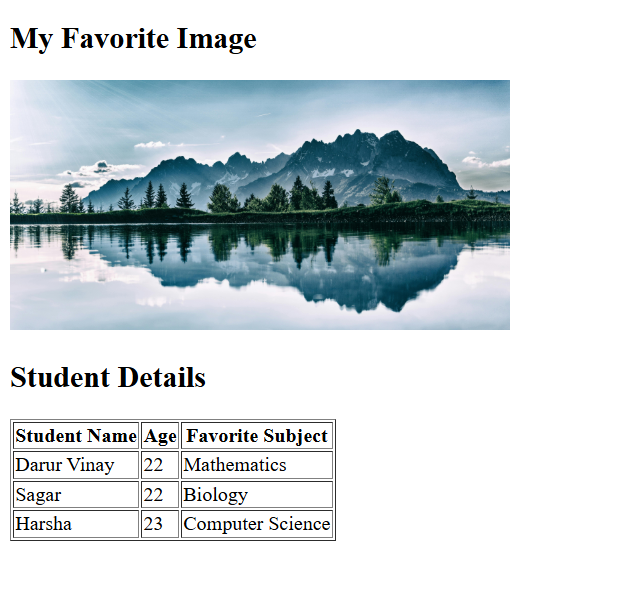 My Favorite Image
Student Details
Student Name Age Favorite Subject
Darur Vinay 22 Mathematics
Sagar 22 Biology
Harsha 23 Computer Science